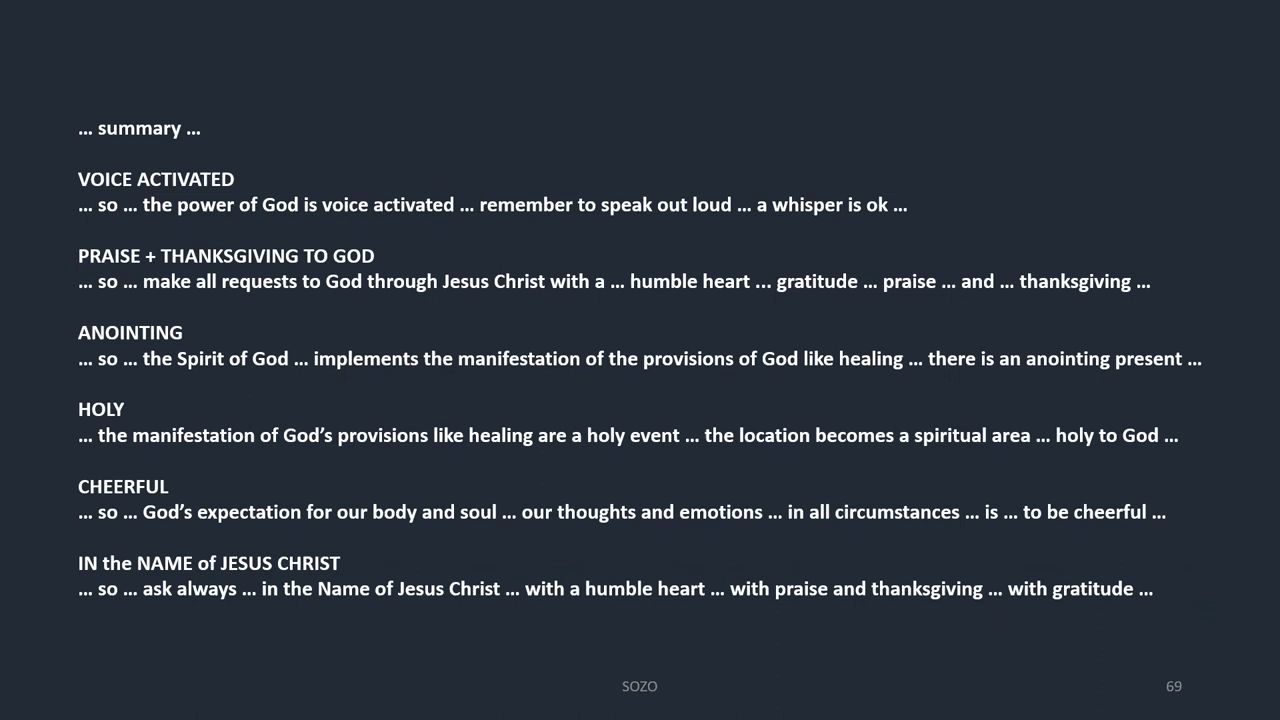 ... summary ...
VOICE ACTIVATED
... so ... the power of God is voice activated ... remember to speak out loud ... a whisper is ok ...
PRAISE + THANKSGIVING TO GOD
... so ... make all requests to God through Jesus Christ with a ... humble heart ... gratitude ... praise ... and ... thanksgiving ...
ANOINTING
... so ... the Spirit of God ... implements the manifestation of the provisions of God like healing ... there is an anointing present ...
HOLY
... the manifestation of God’s provisions like healing are a holy event ... the location becomes a spiritual area ... holy to God ...
CHEERFUL
... so ... God’s expectation for our body and soul ... our thoughts and emotions ... in all circumstances ... is ... to be cheerful ...
IN the NAME of JESUS CHRIST
... so ... ask always ... in the Name of Jesus Christ ... with a humble heart ... with praise and thanksgiving ... with gratitude ...
SOZO
69